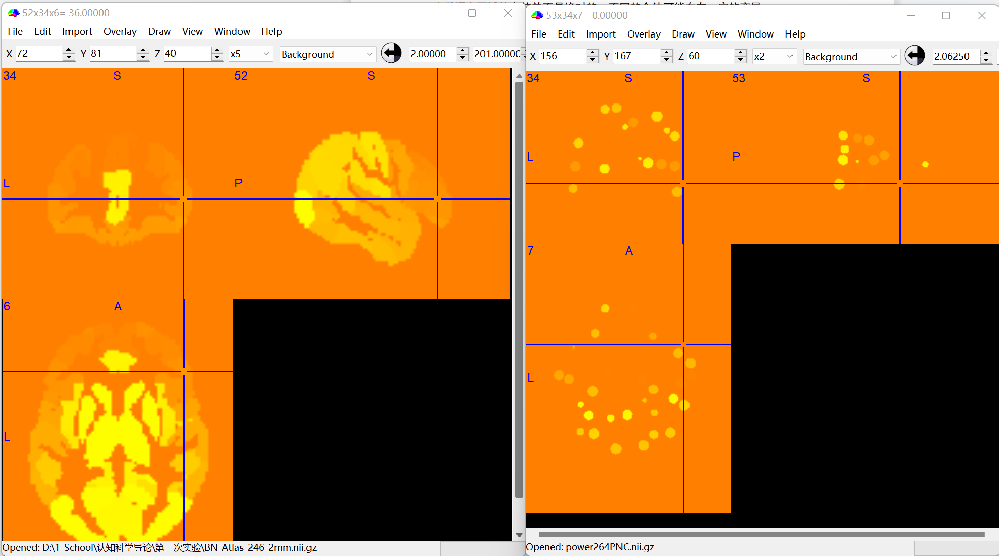 52x34x6= 36.00000
File Edit Import Overlay Draw View Window Help
X 72 Y 81 Z 40 x5 Background 2.00000 201.00000
34 S 52 S
L P
6 A
L
Opened: D:\1-School\认知科学导论\第一次实验\BN_Atlas_246_2mm.nii.gz
53x34x7= 0.00000
File Edit Import Overlay Draw View Window Help
X 156 Y 167 Z 60 x2 Background 2.06250
34 S 53 S
L P
7 A
L
Opened: power264PNC.nii.gz